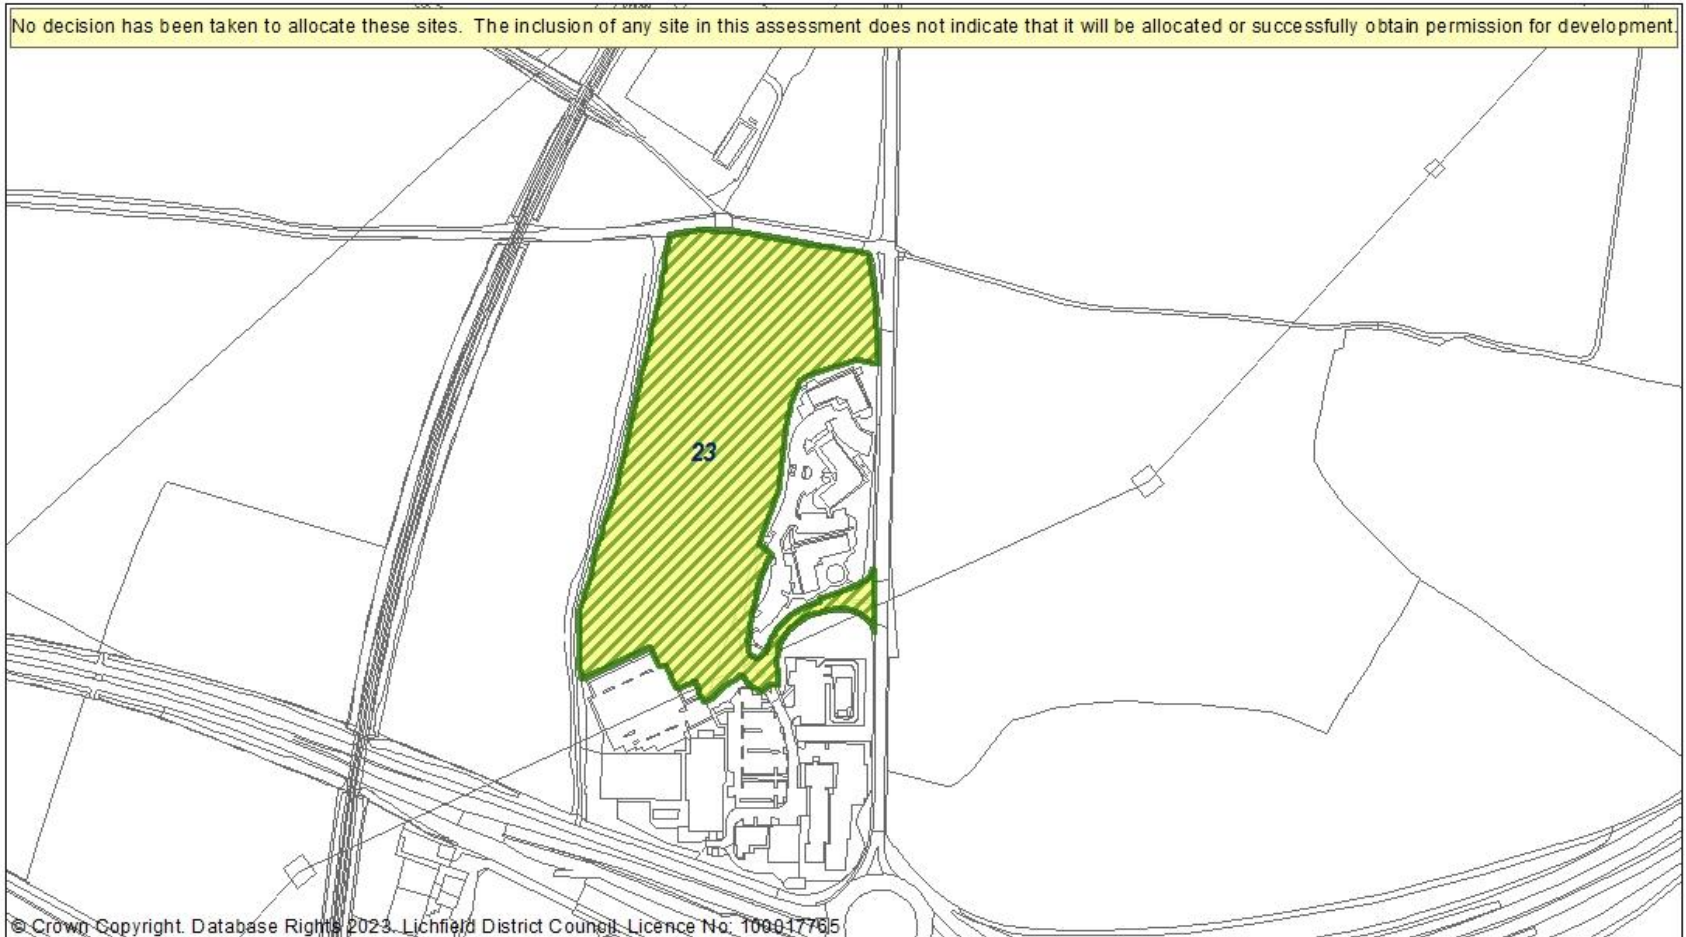 No decision has been taken to allocate these sites. The inclusion of any site in this assessment does not indicate that it will be allocated or successfully obtain permission for development.
23
© Crown Copyright. Database Rights 2023. Lichfield District Council. Licence No: 100017765